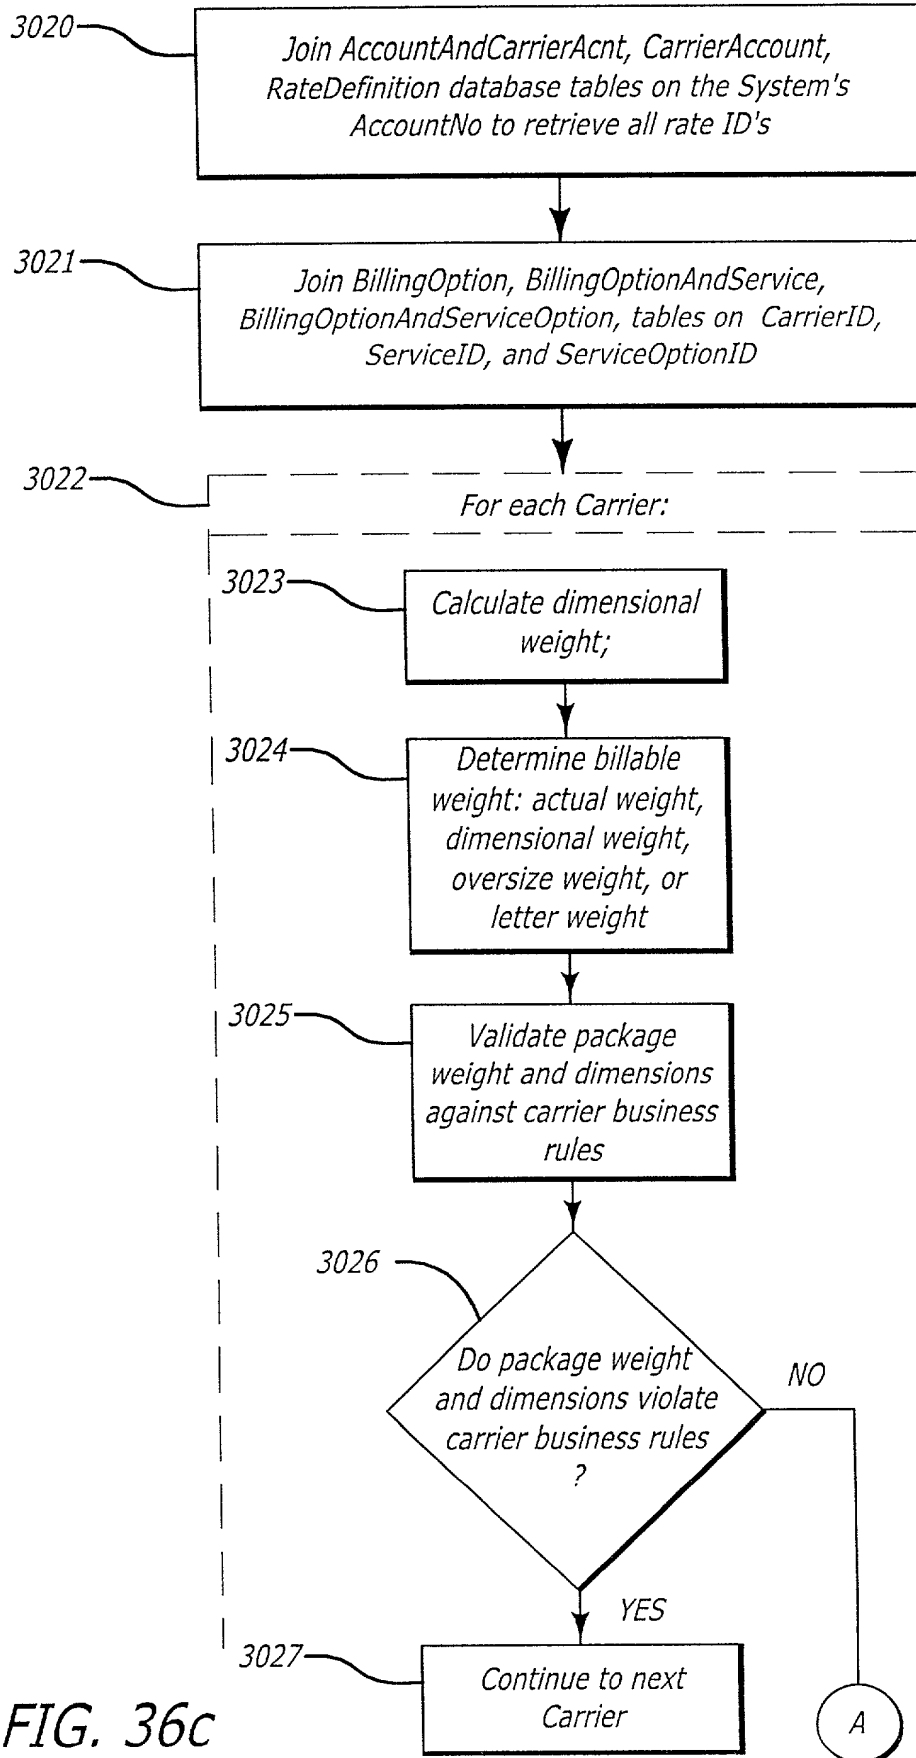 3020
Join AccountAndCarrierAcnt, CarrierAccount,
RateDefinition database tables on the System's
AccountNo to retrieve all rate ID's
3021
Join BillingOption, BillingOptionAndService,
BillingOptionAndServiceOption, tables on CarrierID,
ServiceID, and ServiceOptionID
3022
For each Carrier:
3023
Calculate dimensional
weight;
3024
Determine billable
weight: actual weight,
dimensional weight,
oversize weight, or
letter weight
3025
Validate package
weight and dimensions
against carrier business
rules
3026
Do package weight
and dimensions violate
carrier business rules
?
NO
YES
3027
Continue to next
Carrier
A
FIG. 36c